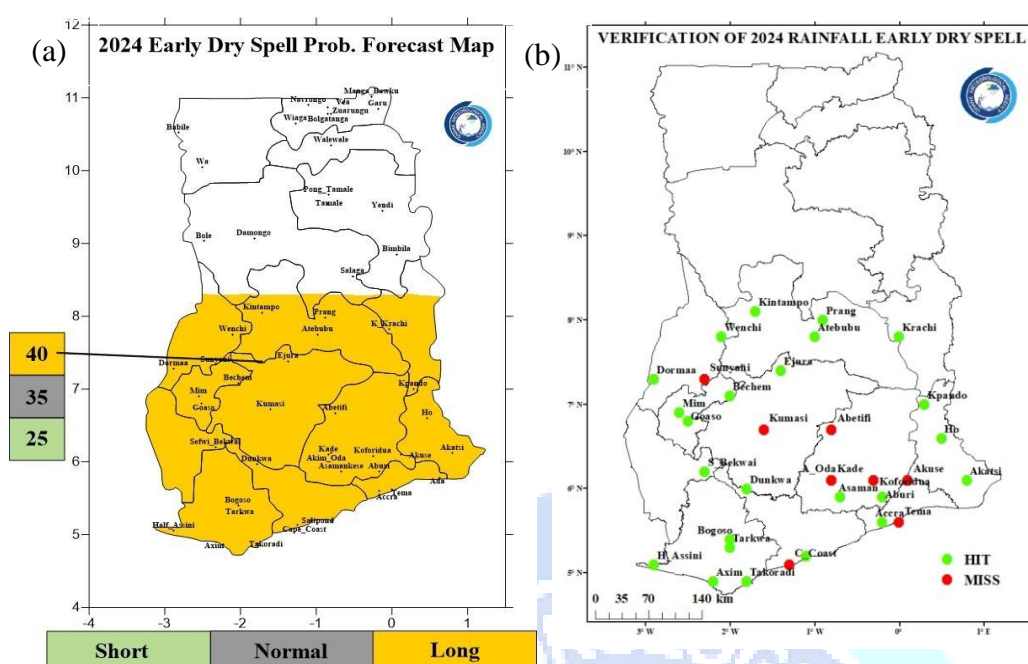 (a)
2024 Early Dry Spell Prob. Forecast Map
12
11
10
9
8
7
6
5
4
-4
-3
-2
-1
0
1
2
Manga_Bawku
Navrongo
Vea
Garu
Zuarungu
Wiaga
Bolgatanga
Babile
Walewale
Wa
Pong_Tamale
Tamale
Yendi
Bole
Damongo
Bimbila
Salaga
Kintampo
Prang
K_Krachi
Wenchi
Atebubu
Sunyani
Ejura
Dormaa
Bechem
Kpando
Mim
Goaso
Kumasi
Abetifi
Ho
Sefwi_Bekwai
Kade
Koforidua
Akatsi
Dunkwa
Akim_Oda
Akuse
Asamankese
Abusi
Ada
Tema
Accra
Bogoso
Tarkwa
Saltpond
Half_Assini
Cape_Coast
Axim
Takoradi
40
35
25
Short
Normal
Long
(b)
VERIFICATION OF 2024 RAINFALL EARLY DRY SPELL
11° N
10° N
9° N
8° N
7° N
6° N
5° N
Kintampo
Prang
Wenchi
Atebubu
Krachi
Dormaa
Sunyani
Ejura
Bechem
Kpando
Mim
Goaso
Kumasi
Abetifi
Ho
S_Bekwai
A_Oda
Kade
Akuse
Akatsi
Dunkwa
Koforidua
Asaman
Aburi
Accra
Tema
Bogoso
Tarkwa
H_Assini
C_Coast
Axim
Takoradi
HIT
MISS
0 35 70 140 km
3° W
2° W
1° W
0°
1° E